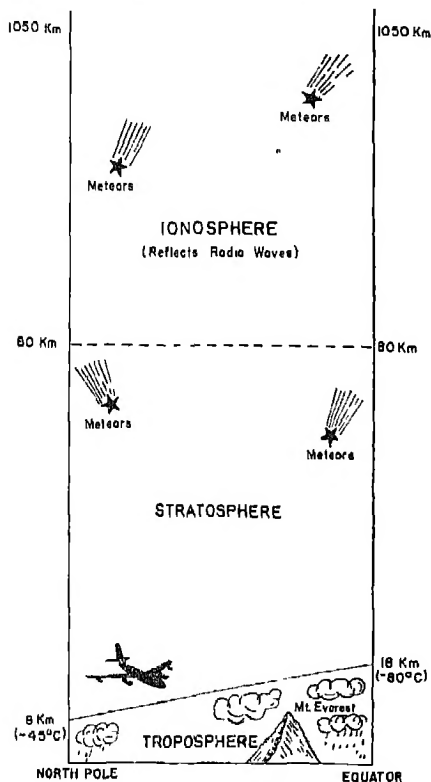 1050 Km
1050 Km
Meteors
Meteors
IONOSPHERE
(Reflects Radio Waves)
80 Km
80 Km
Meteors
Meteors
STRATOSPHERE
18 Km
(-80°C)
8 Km
(-45°C)
Mt. Everest
TROPOSPHERE
NORTH POLE
EQUATOR